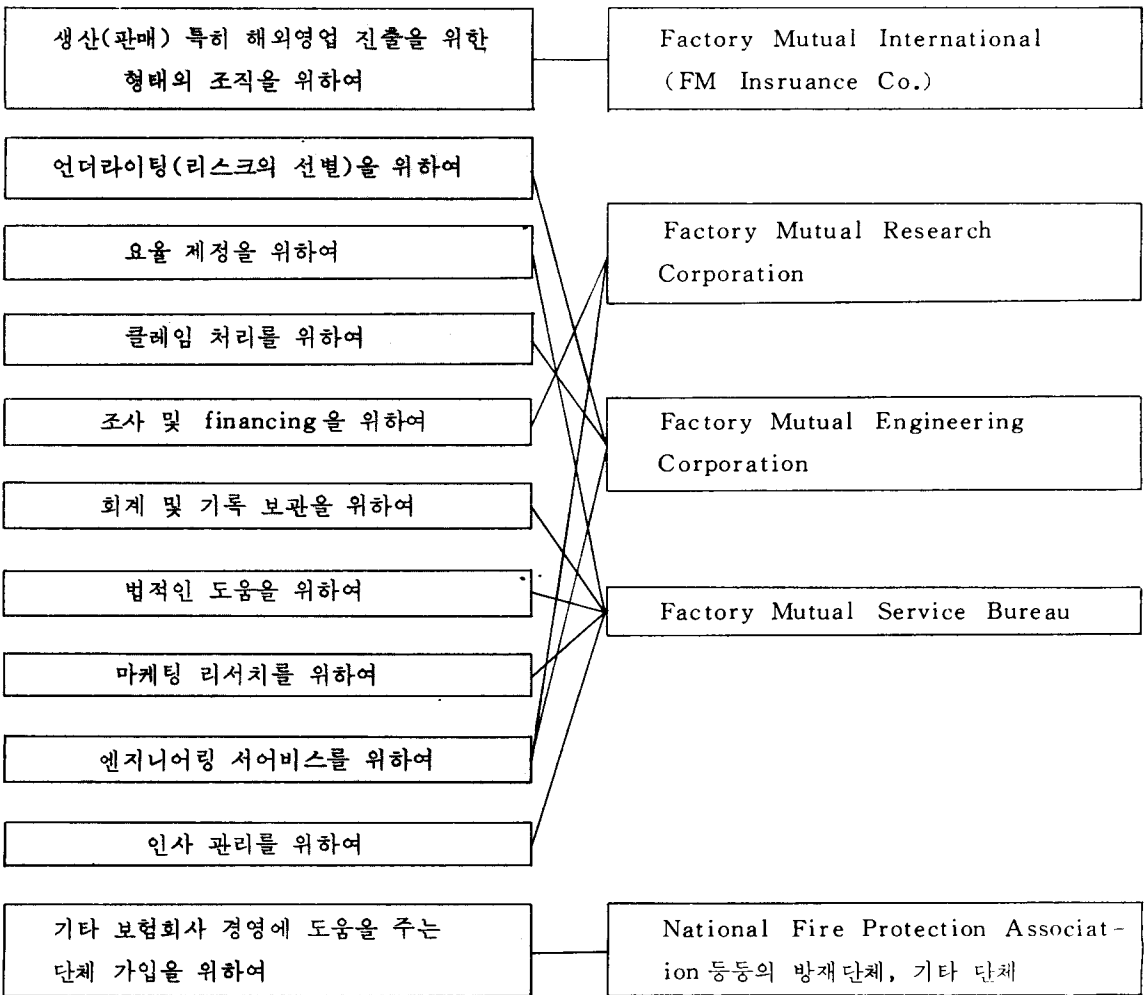 생산(판매) 특히 해외영업 진출을 위한
형태의 조직을 위하여
Factory Mutual International
(FM Insruance Co.)
언더라이팅(리스크의 선별)을 위하여
요율 제정을 위하여
클레임 처리를 위하여
조사 및 financing을 위하여
회계 및 기록 보관을 위하여
법적인 도움을 위하여
마케팅 리서치를 위하여
엔지니어링 서어비스를 위하여
인사 관리를 위하여
Factory Mutual Research
Corporation
Factory Mutual Engineering
Corporation
Factory Mutual Service Bureau
기타 보험회사 경영에 도움을 주는
단체 가입을 위하여
National Fire Protection Associat-
ion 등등의 방재단체, 기타 단체